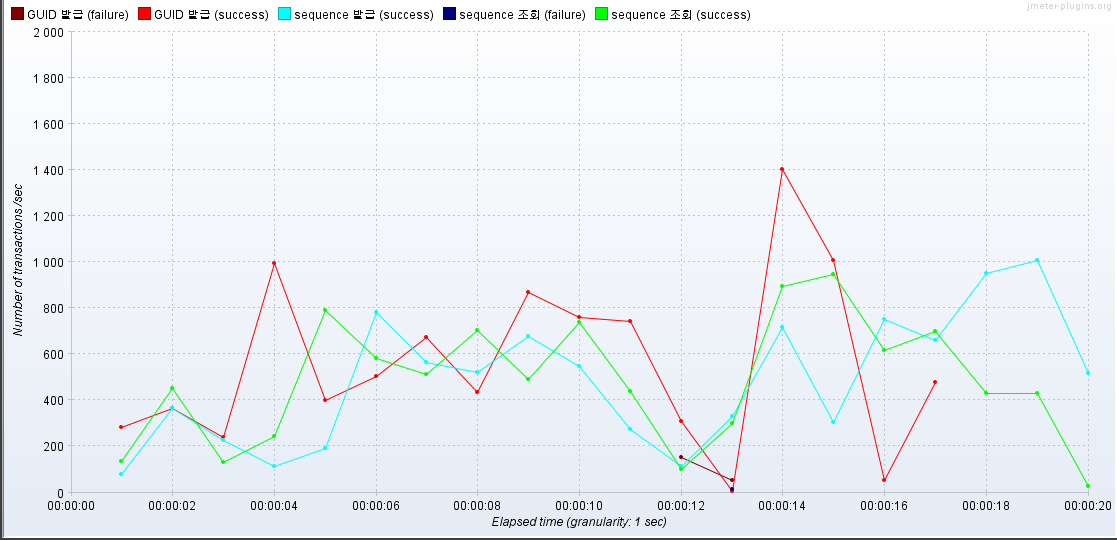 jmeter-plugins.org
GUID 발급 (failure) GUID 발급 (success) sequence 발급 (success) sequence 조회 (failure) sequence 조회 (success)
2 000
1 800
1 600
1 400
1 200
1 000
800
600
400
200
0
Number of transactions /sec
00:00:00 00:00:02 00:00:04 00:00:06 00:00:08 00:00:10 00:00:12 00:00:14 00:00:16 00:00:18 00:00:20
Elapsed time (granularity: 1 sec)